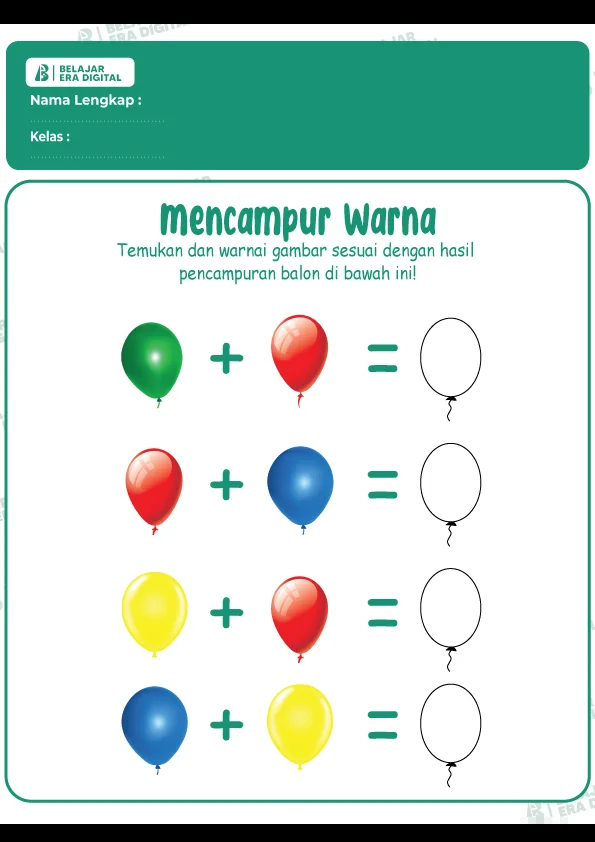 BELAJAR
ERA DIGITAL
Nama Lengkap :
Kelas :
Mencampur Warna
Temukan dan warnai gambar sesuai dengan hasil
pencampuran balon di bawah ini!
+ =
+ =
+ =
+ =